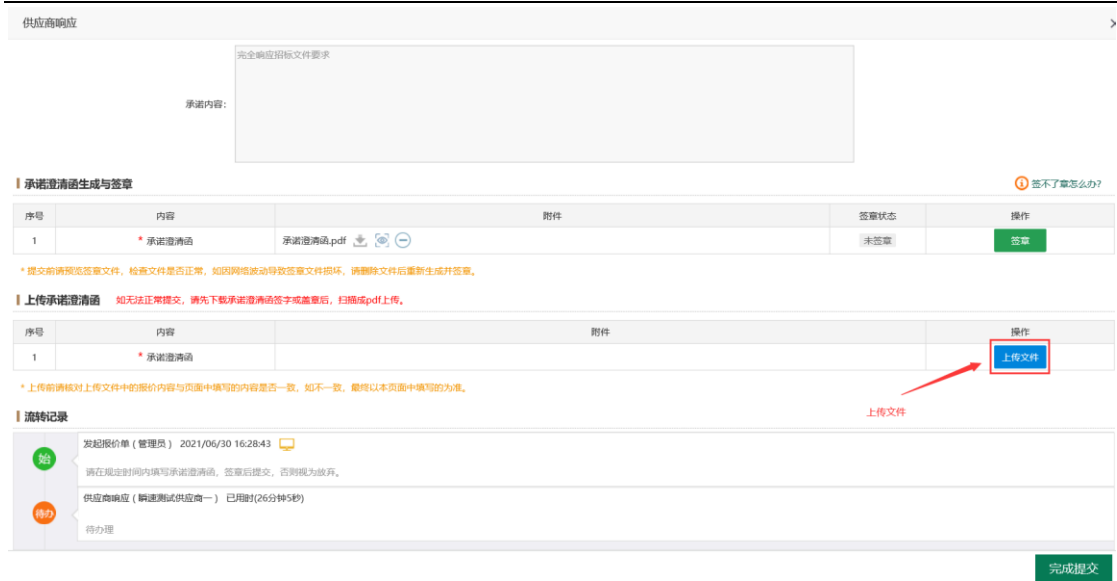 供应商响应
完全响应招标文件要求
承诺内容:
承诺澄清函生成与签章
签不了章怎么办?
序号 内容 附件 签章状态 操作
1 * 承诺澄清函 承诺澄清函.pdf 未签章 签章
* 提交前请预览签章文件，检查文件是否正常，如因网络波动导致签章文件损坏，请删除文件后重新生成并签章。
上传承诺澄清函 如无法正常提交，请先下载承诺澄清函签字或盖章后，扫描成pdf上传。
序号 内容 附件 操作
1 * 承诺澄清函 上传文件
* 上传前请核对上传文件中的报价内容与页面中填写的内容是否一致，如不一致，最终以本页面中填写的为准。
上传文件
流转记录
始
发起报价单 ( 管理员 ) 2021/06/30 16:28:43
请在规定时间内填写承诺澄清函，签章后提交，否则视为放弃。
待办
供应商响应 ( 瞬速测试供应商一 ) 已用时(26分钟5秒)
待办理
完成提交